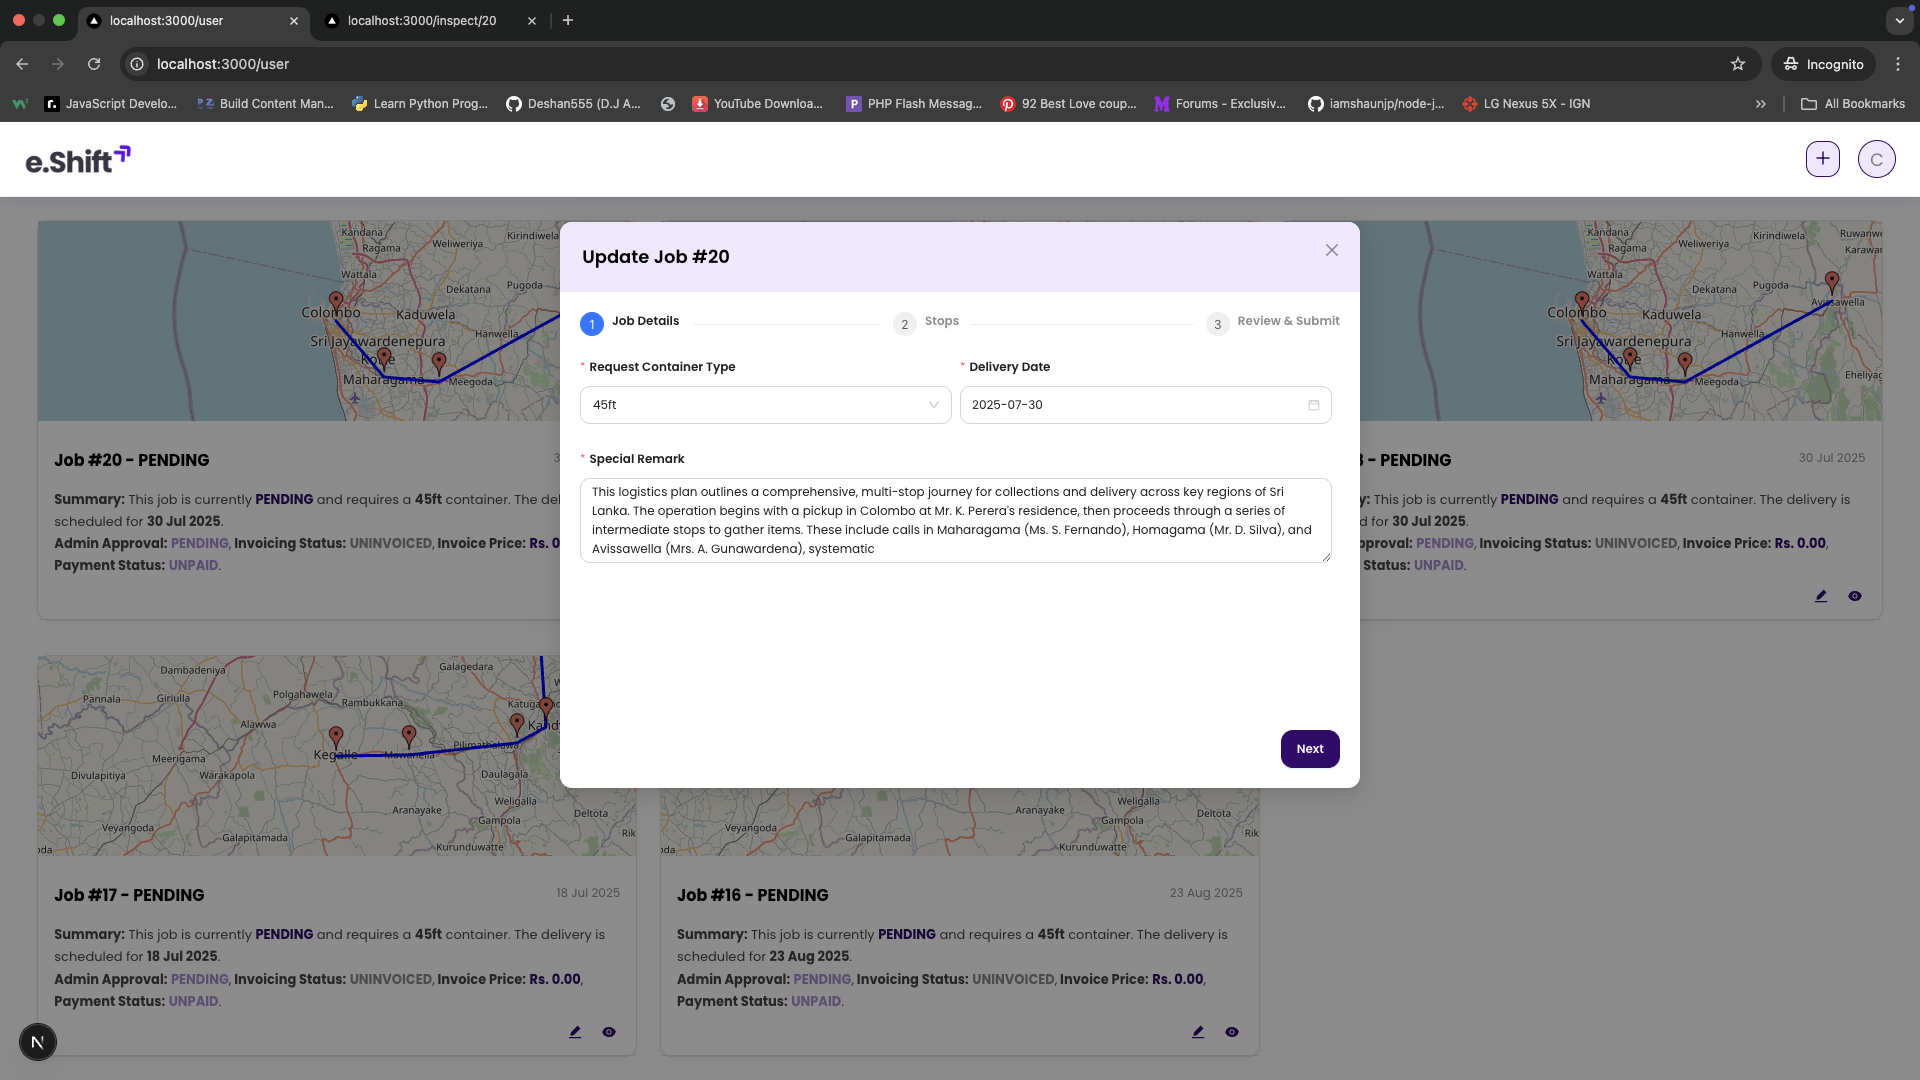 localhost:3000/user
localhost:3000/inspect/20
localhost:3000/user
Incognito
JavaScript Develo...
Build Content Man...
Learn Python Prog...
Deshan555 (D.J A...
YouTube Downloa...
PHP Flash Messag...
92 Best Love coup...
Forums - Exclusiv...
iamshaunjp/node-j...
LG Nexus 5X - IGN
All Bookmarks
e.Shift
C
Kandana
Ragama
Weliweriya
Kirindiwela
Wattala
Dekatana
Pugoda
Colombo
Kaduwela
Hanwella
Sri Jayawardenepura
Kotte
Maharagama
Meegoda
Kandana
Ragama
Weliweriya
Kirindiwela
Ruwanwe
Karawan
Wattala
Dekatana
Pugoda
Avissawella
Colombo
Kaduwela
Hanwella
Sri Jayawardenepura
Kotte
Maharagama
Meegoda
Eheliyag
Update Job #20
1 Job Details
2 Stops
3 Review & Submit
* Request Container Type
* Delivery Date
45ft
2025-07-30
* Special Remark
This logistics plan outlines a comprehensive, multi-stop journey for collections and delivery across key regions of Sri
Lanka. The operation begins with a pickup in Colombo at Mr. K. Perera's residence, then proceeds through a series of
intermediate stops to gather items. These include calls in Maharagama (Ms. S. Fernando), Homagama (Mr. D. Silva), and
Avissawella (Mrs. A. Gunawardena), systematic
Next
Job #20 - PENDING
3
Summary: This job is currently PENDING and requires a 45ft container. The del
scheduled for 30 Jul 2025.
Admin Approval: PENDING, Invoicing Status: UNINVOICED, Invoice Price: Rs. 0
Payment Status: UNPAID.
8 - PENDING
30 Jul 2025
y: This job is currently PENDING and requires a 45ft container. The delivery is
d for 30 Jul 2025.
pproval: PENDING, Invoicing Status: UNINVOICED, Invoice Price: Rs. 0.00,
Status: UNPAID.
Dambadeniya
Galagedara
Pannala
Giriulla
Polgahawela
Rambukkana
Katuga
Alawwa
Kandy
Kegalle
Mawanella
Pilimathalawa
Meerigama
Divulapitiya
Warakapola
Daulagala
Weligalla
Aranayake
Gampola
Deltota
Veyangoda
Galapitamada
Rik
Kurunduwatte
oda
Weligalla
Aranayake
Gampola
Deltota
Veyangoda
Galapitamada
Rik
Kurunduwatte
pda
Job #17 - PENDING
18 Jul 2025
Summary: This job is currently PENDING and requires a 45ft container. The delivery is
scheduled for 18 Jul 2025.
Admin Approval: PENDING, Invoicing Status: UNINVOICED, Invoice Price: Rs. 0.00,
Payment Status: UNPAID.
Job #16 - PENDING
23 Aug 2025
Summary: This job is currently PENDING and requires a 45ft container. The delivery is
scheduled for 23 Aug 2025.
Admin Approval: PENDING, Invoicing Status: UNINVOICED, Invoice Price: Rs. 0.00,
Payment Status: UNPAID.
N